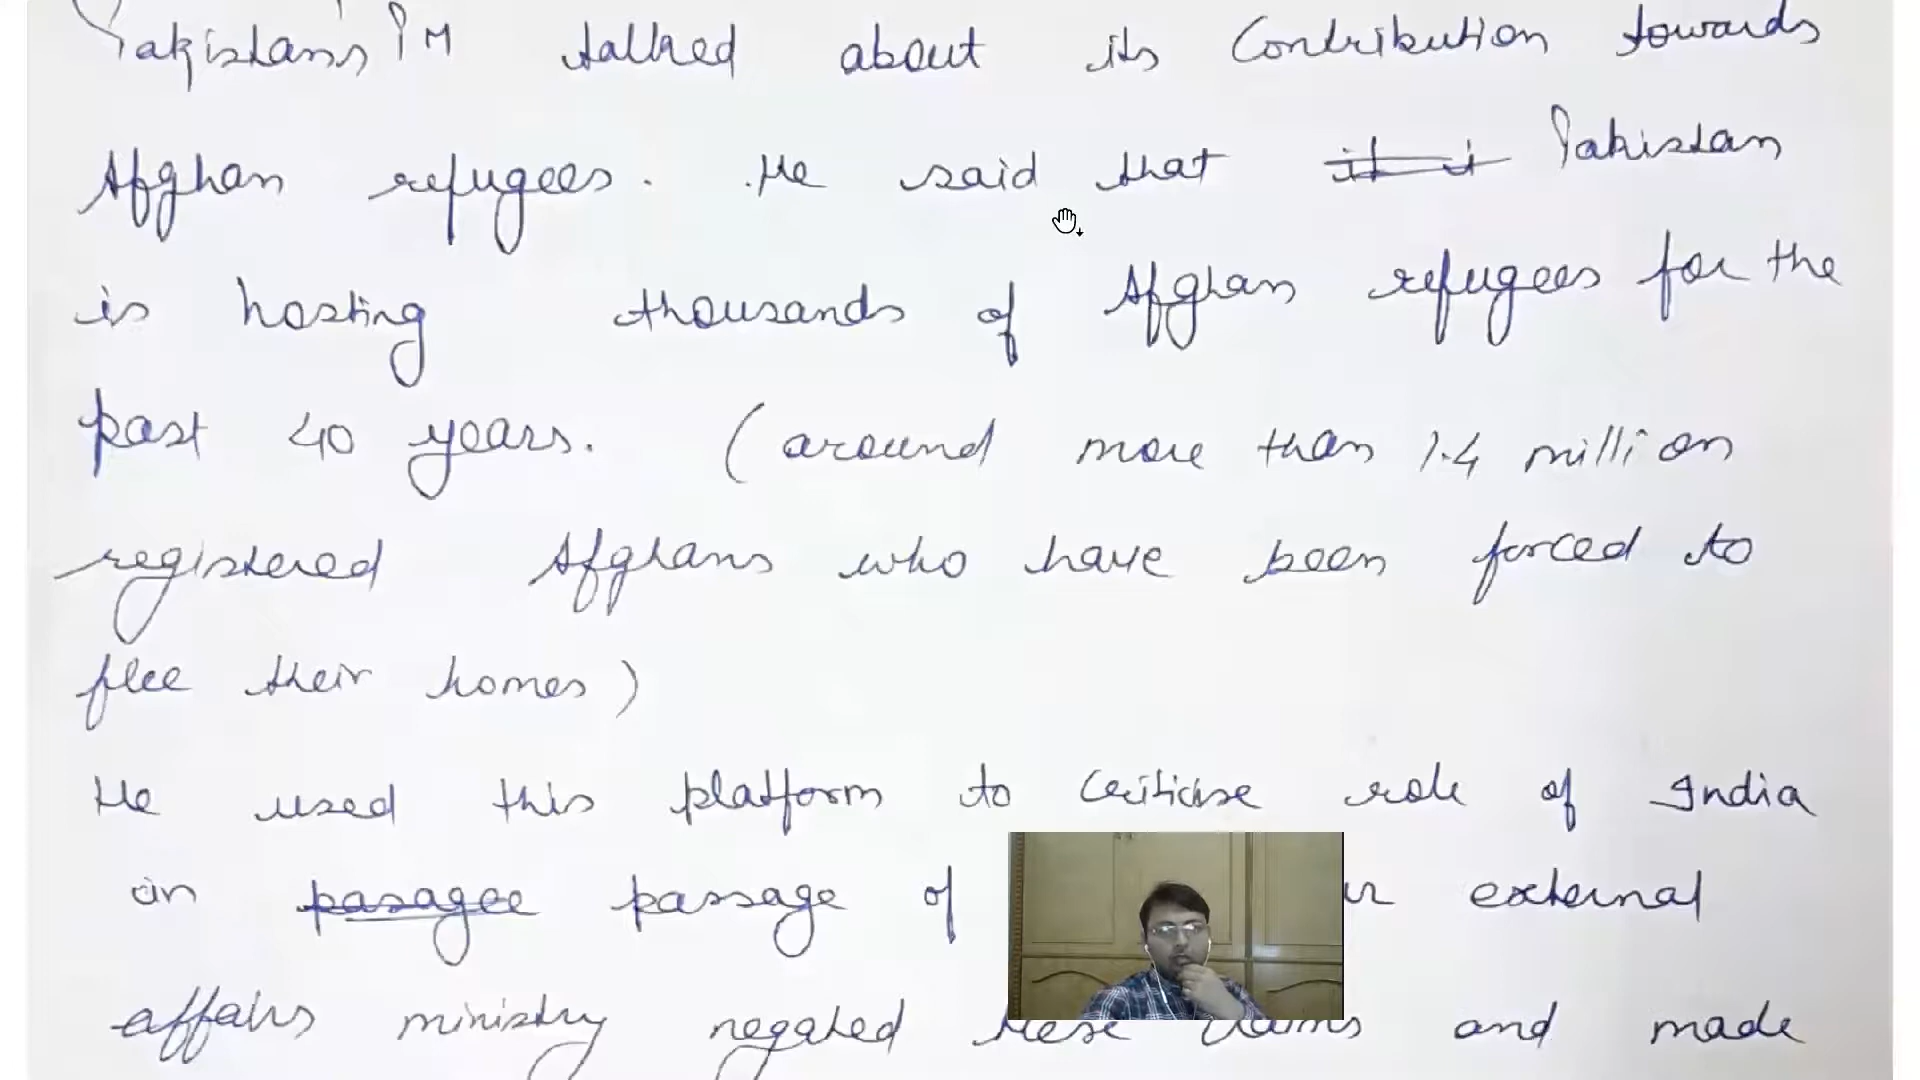 Pakistan's PM talked about its Contribution towards
Afghan refugees. He said that it i Pakistan
is hosting thousands of Afghan refugees for the
past 40 years. (around more than 1.4 million
registered Afghans who have been forced to
flee their homes)
He used this platform to criticise role of India
in pasagee passage of external
affairs ministry negated these claims and made